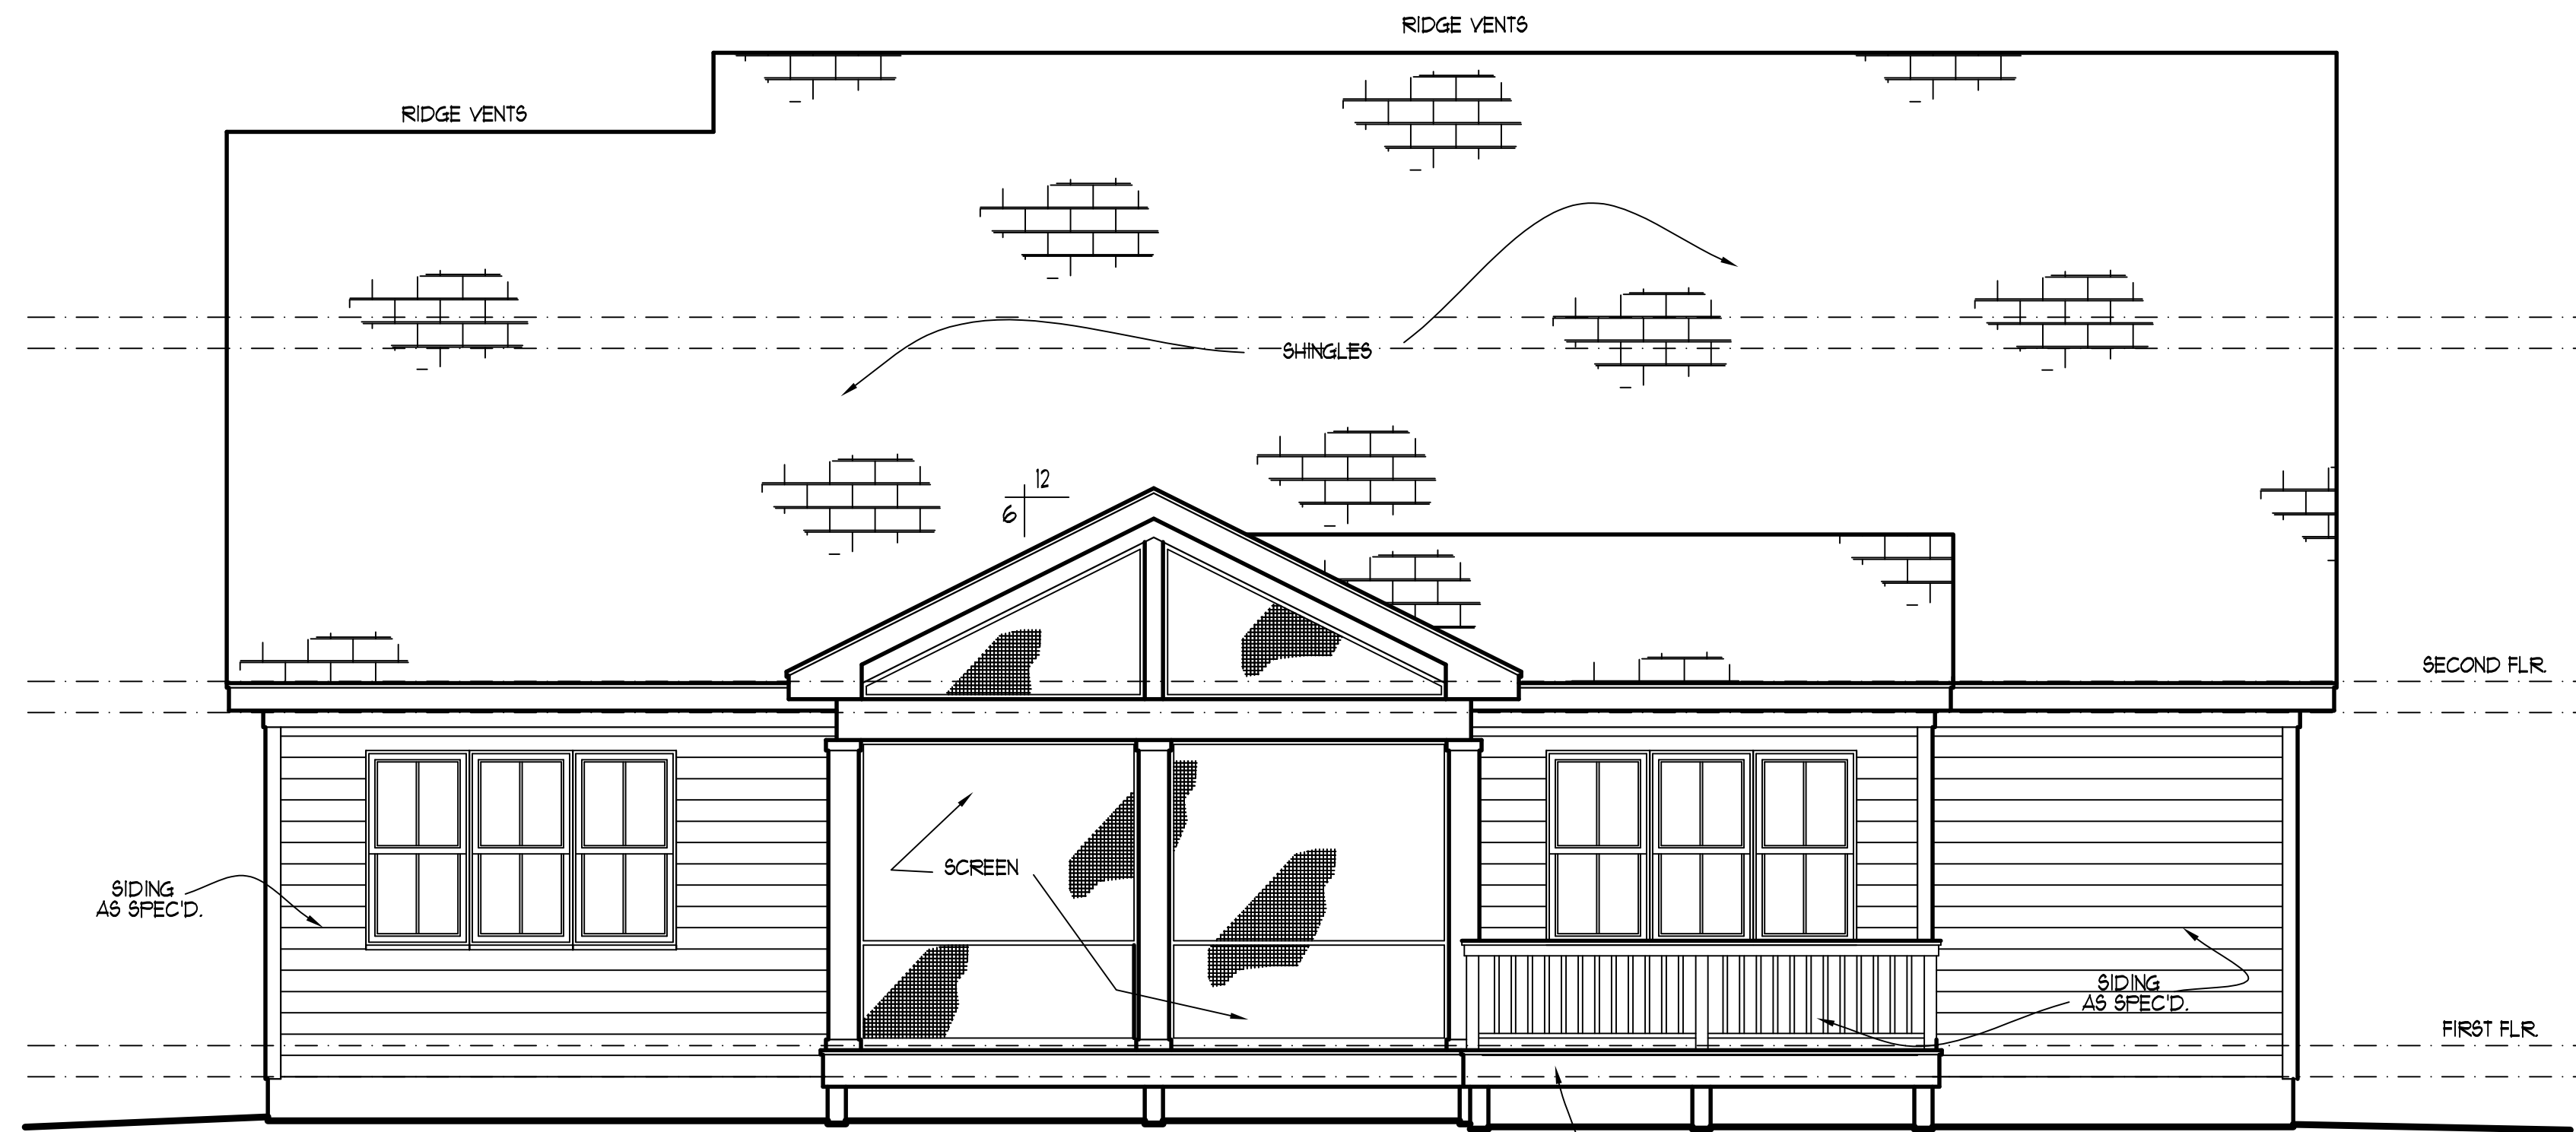 RIDGE VENTS
RIDGE VENTS
SHINGLES
12
6
SECOND FLR.
SCREEN
SIDING
AS SPEC'D.
SIDING
AS SPEC'D.
FIRST FLR.